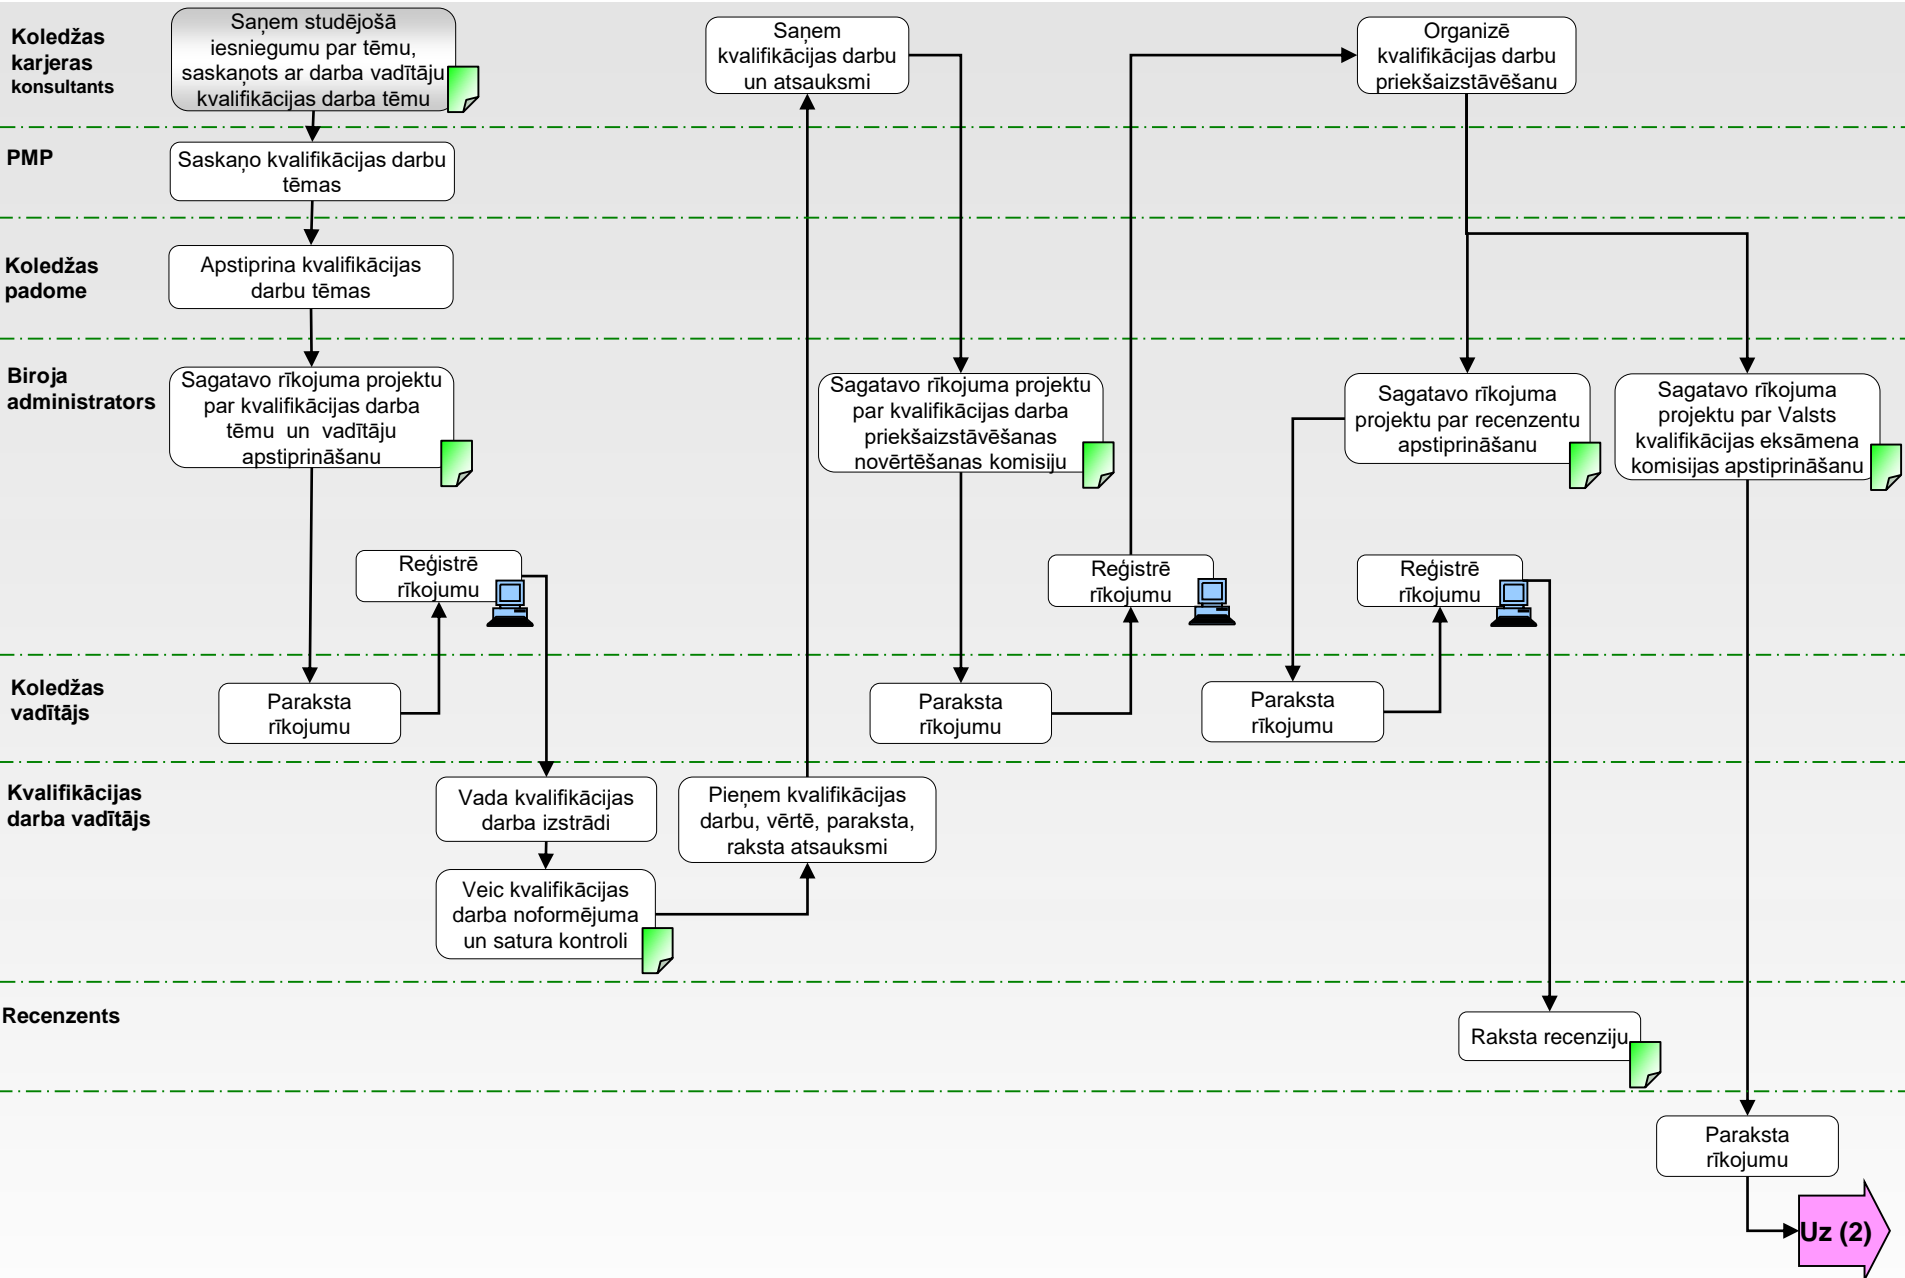 Koledžas
karjeras
konsultants
Saņem studējošā
iesniegumu par tēmu,
saskaņots ar darba vadītāju
kvalifikācijas darba tēmu
Saņem
kvalifikācijas darbu
un atsauksmi
Organizē
kvalifikācijas darbu
priekšaizstāvēšanu
PMP
Saskaņo kvalifikācijas darbu
tēmas
Koledžas
padome
Apstiprina kvalifikācijas
darbu tēmas
Biroja
administrators
Sagatavo rīkojuma projektu
par kvalifikācijas darba
tēmu un vadītāju
apstiprināšanu
Sagatavo rīkojuma projektu
par kvalifikācijas darba
priekšaizstāvēšanas
novērtēšanas komisiju
Sagatavo rīkojuma
projektu par recenzentu
apstiprināšanu
Sagatavo rīkojuma
projektu par Valsts
kvalifikācijas eksāmena
komisijas apstiprināšanu
Reģistrē
rīkojumu
Reģistrē
rīkojumu
Reģistrē
rīkojumu
Koledžas
vadītājs
Paraksta
rīkojumu
Paraksta
rīkojumu
Paraksta
rīkojumu
Kvalifikācijas
darba vadītājs
Vada kvalifikācijas
darba izstrādi
Pieņem kvalifikācijas
darbu, vērtē, paraksta,
raksta atsauksmi
Veic kvalifikācijas
darba noformējuma
un satura kontroli
Recenzents
Raksta recenziju
Paraksta
rīkojumu
Uz (2)